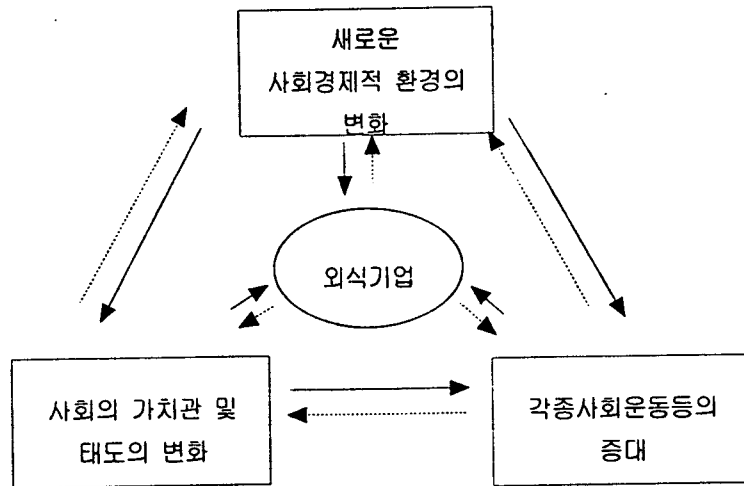 새로운
사회경제적 환경의
변화
외식기업
사회의 가치관 및
태도의 변화
각종사회운동등의
증대